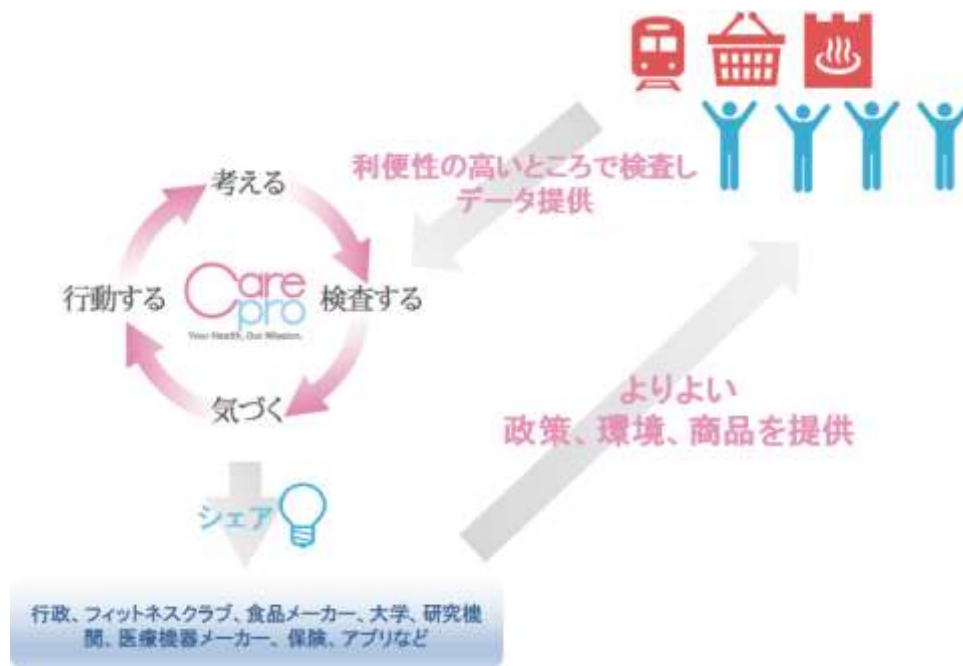 利便性の高いところで検査し
データ提供
考える
行動する
Care
pro
Your Health, Our Mission.
検査する
気づく
よりよい
政策、環境、商品を提供
シェア
行政、フィットネスクラブ、食品メーカー、大学、研究機
関、医療機器メーカー、保険、アプリなど